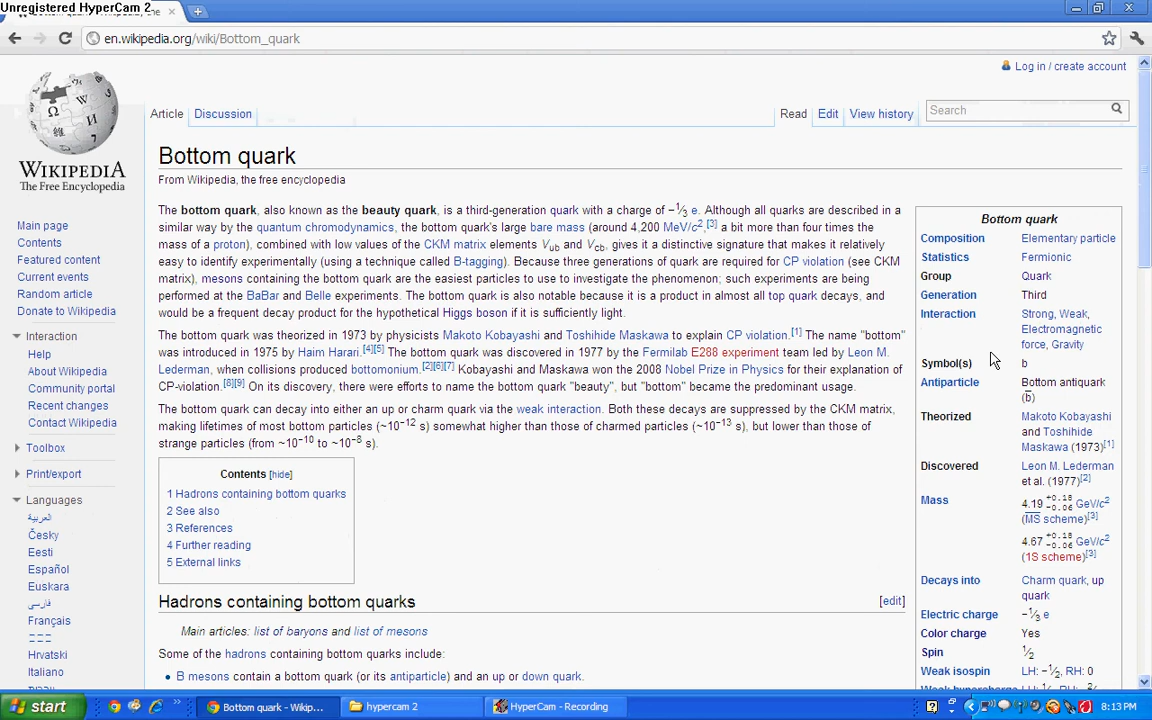 Unregistered HyperCam 2
en.wikipedia.org/wiki/Bottom_quark
Log in / create account
Article Discussion Read Edit View history Search
WIKIPEDIA
The Free Encyclopedia
Main page
Contents
Featured content
Current events
Random article
Donate to Wikipedia
Interaction
Help
About Wikipedia
Community portal
Recent changes
Contact Wikipedia
Toolbox
Print/export
Languages
العربية
Česky
Eesti
Español
Euskara
فارسی
Français
Hrvatski
Italiano
Bottom quark
From Wikipedia, the free encyclopedia
The bottom quark, also known as the beauty quark, is a third-generation quark with a charge of −1⁄3 e. Although all quarks are described in a
similar way by the quantum chromodynamics, the bottom quark's large bare mass (around 4,200 MeV/c2,[3] a bit more than four times the
mass of a proton), combined with low values of the CKM matrix elements Vub and Vcb, gives it a distinctive signature that makes it relatively
easy to identify experimentally (using a technique called B-tagging). Because three generations of quark are required for CP violation (see CKM
matrix), mesons containing the bottom quark are the easiest particles to use to investigate the phenomenon; such experiments are being
performed at the BaBar and Belle experiments. The bottom quark is also notable because it is a product in almost all top quark decays, and
would be a frequent decay product for the hypothetical Higgs boson if it is sufficiently light.
The bottom quark was theorized in 1973 by physicists Makoto Kobayashi and Toshihide Maskawa to explain CP violation.[1] The name "bottom"
was introduced in 1975 by Haim Harari.[4][5] The bottom quark was discovered in 1977 by the Fermilab E288 experiment team led by Leon M.
Lederman, when collisions produced bottomonium.[2][6][7] Kobayashi and Maskawa won the 2008 Nobel Prize in Physics for their explanation of
CP-violation.[8][9] On its discovery, there were efforts to name the bottom quark "beauty", but "bottom" became the predominant usage.
The bottom quark can decay into either an up or charm quark via the weak interaction. Both these decays are suppressed by the CKM matrix,
making lifetimes of most bottom particles (~10−12 s) somewhat higher than those of charmed particles (~10−13 s), but lower than those of
strange particles (from ~10−10 to ~10−8 s).
Contents [hide]
1 Hadrons containing bottom quarks
2 See also
3 References
4 Further reading
5 External links
Hadrons containing bottom quarks [edit]
Main articles: list of baryons and list of mesons
Some of the hadrons containing bottom quarks include:
• B mesons contain a bottom quark (or its antiparticle) and an up or down quark.
Bottom quark
Composition Elementary particle
Statistics Fermionic
Group Quark
Generation Third
Interaction Strong, Weak,
Electromagnetic
force, Gravity
Symbol(s) b
Antiparticle Bottom antiquark
(b̅)
Theorized Makoto Kobayashi
and Toshihide
Maskawa (1973)[1]
Discovered Leon M. Lederman
et al. (1977)[2]
Mass 4.19 +0.18 −0.06 GeV/c2
(MS scheme)[3]
4.67 +0.18 −0.06 GeV/c2
(1S scheme)[3]
Decays into Charm quark, up
quark
Electric charge −1⁄3 e
Color charge Yes
Spin 1⁄2
Weak isospin LH: −1⁄2, RH: 0
start Bottom quark - Wikip... hypercam 2 HyperCam - Recording 8:13 PM